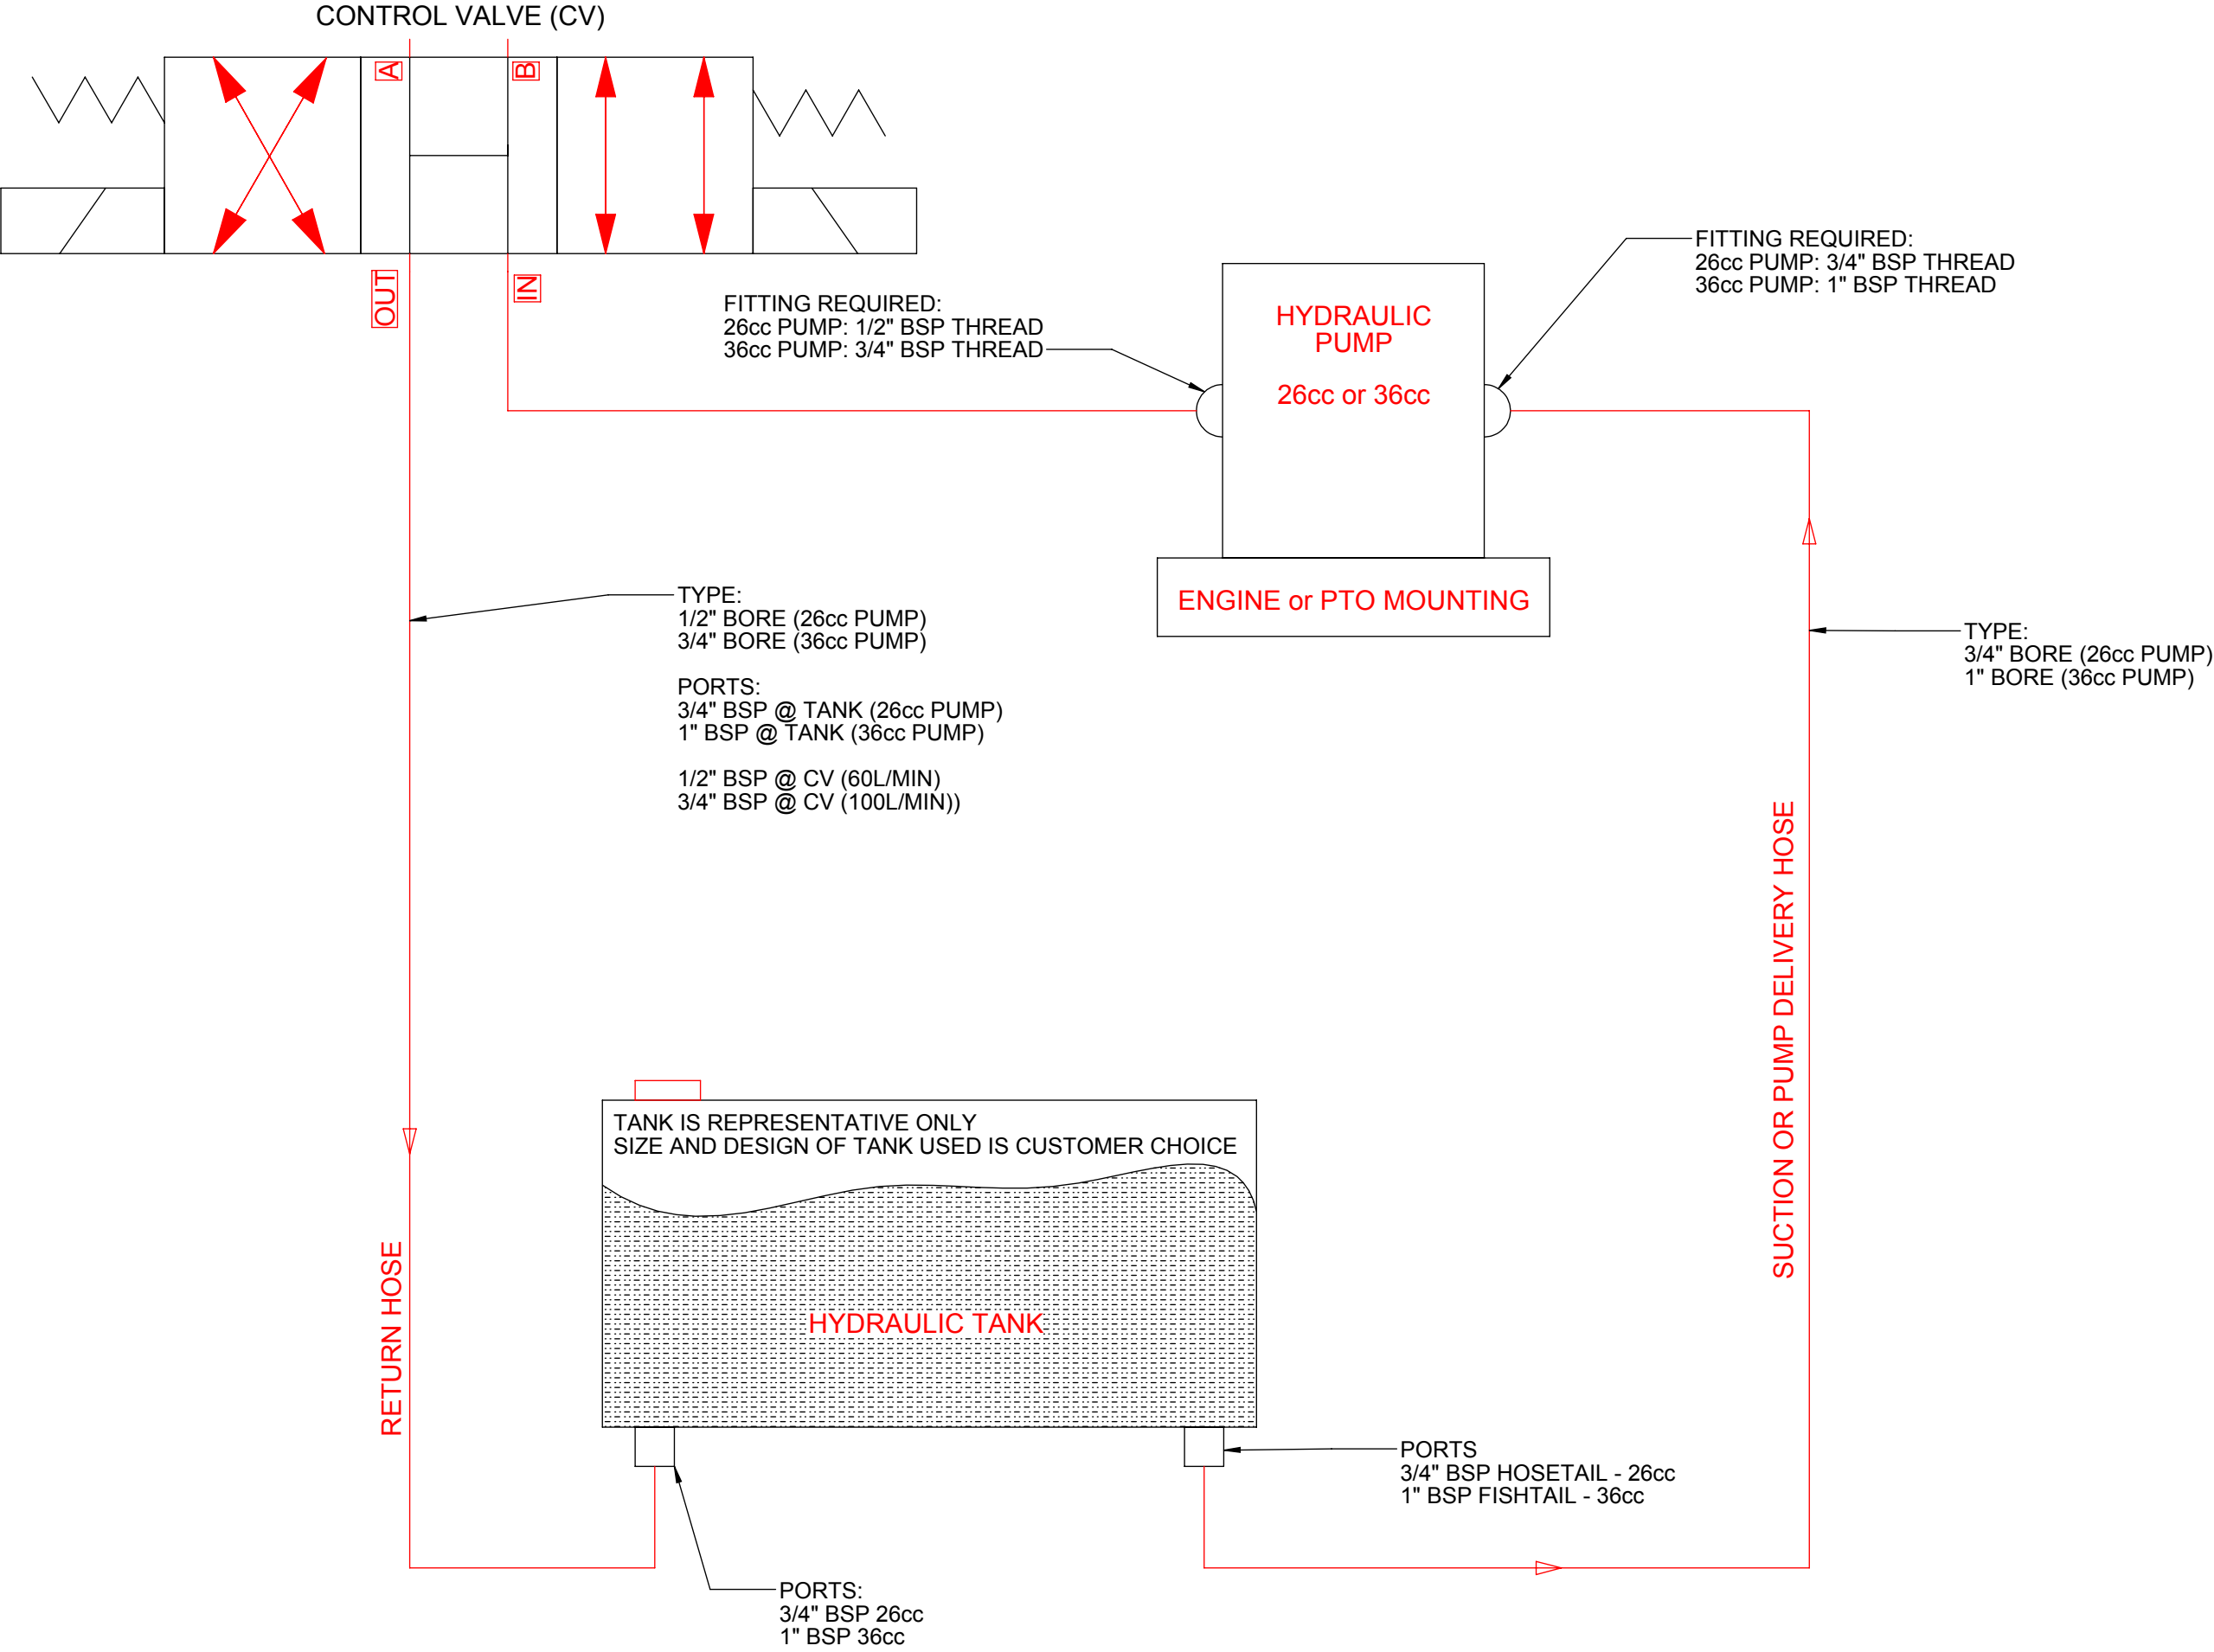 CONTROL VALVE (CV)
A
B
OUT
IN
FITTING REQUIRED:
26cc PUMP: 1/2" BSP THREAD
36cc PUMP: 3/4" BSP THREAD
HYDRAULIC
PUMP
26cc or 36cc
FITTING REQUIRED:
26cc PUMP: 3/4" BSP THREAD
36cc PUMP: 1" BSP THREAD
ENGINE or PTO MOUNTING
TYPE:
1/2" BORE (26cc PUMP)
3/4" BORE (36cc PUMP)
PORTS:
3/4" BSP @ TANK (26cc PUMP)
1" BSP @ TANK (36cc PUMP)
1/2" BSP @ CV (60L/MIN)
3/4" BSP @ CV (100L/MIN))
TYPE:
3/4" BORE (26cc PUMP)
1" BORE (36cc PUMP)
SUCTION OR PUMP DELIVERY HOSE
RETURN HOSE
TANK IS REPRESENTATIVE ONLY
SIZE AND DESIGN OF TANK USED IS CUSTOMER CHOICE
HYDRAULIC TANK
PORTS
3/4" BSP HOSETAIL - 26cc
1" BSP FISHTAIL - 36cc
PORTS:
3/4" BSP 26cc
1" BSP 36cc